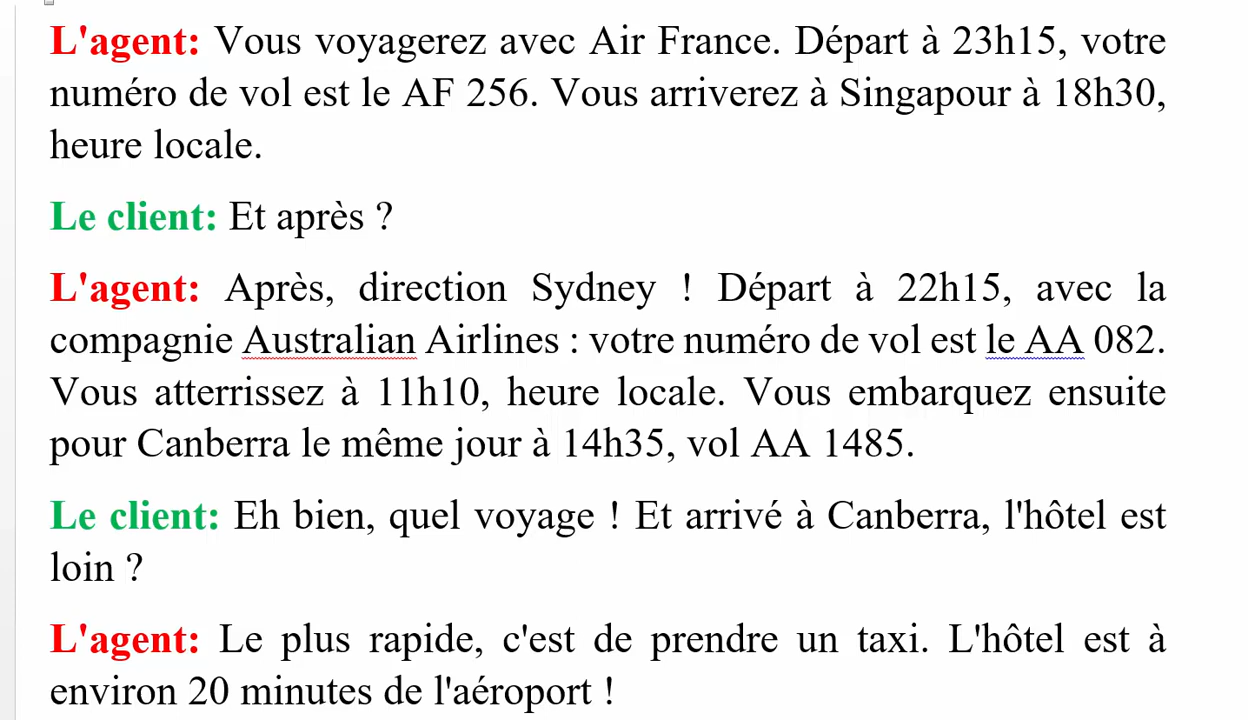 L'agent: Vous voyagerez avec Air France. Départ à 23h15, votre
numéro de vol est le AF 256. Vous arriverez à Singapour à 18h30,
heure locale.
Le client: Et après ?
L'agent: Après, direction Sydney ! Départ à 22h15, avec la
compagnie Australian Airlines : votre numéro de vol est le AA 082.
Vous atterrissez à 11h10, heure locale. Vous embarquez ensuite
pour Canberra le même jour à 14h35, vol AA 1485.
Le client: Eh bien, quel voyage ! Et arrivé à Canberra, l'hôtel est
loin ?
L'agent: Le plus rapide, c'est de prendre un taxi. L'hôtel est à
environ 20 minutes de l'aéroport !